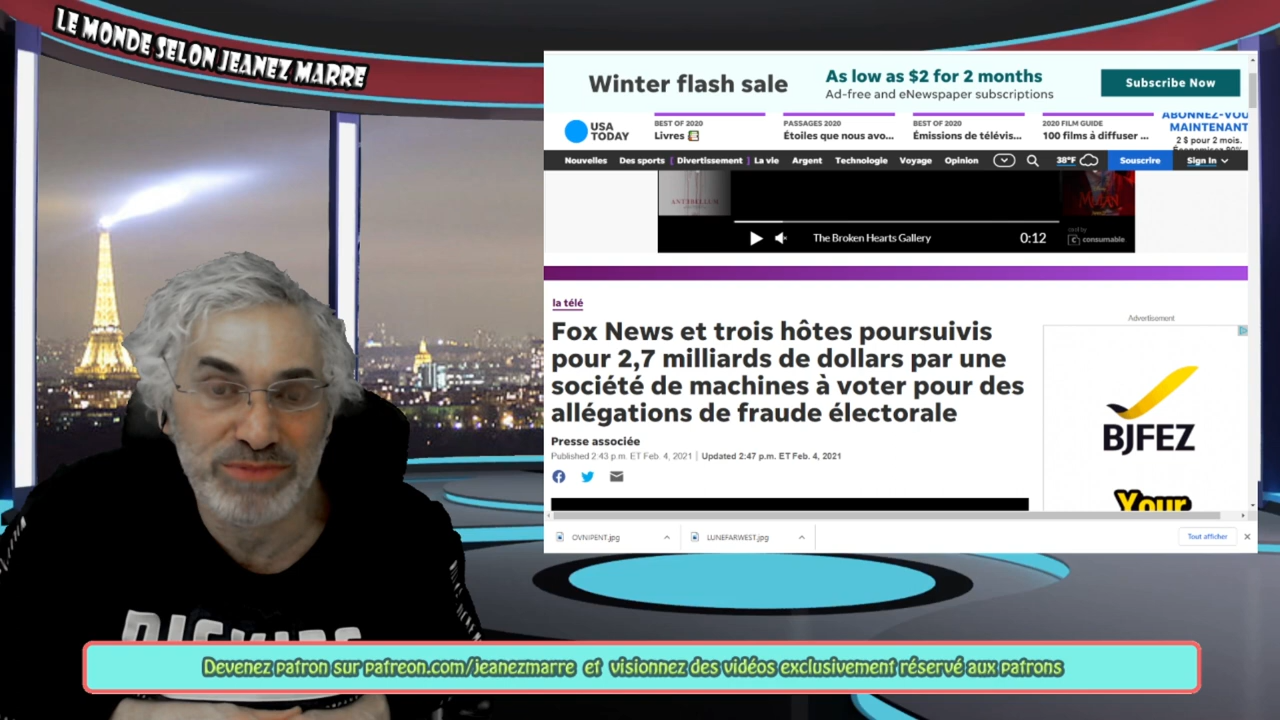 LE MONDE SELON JEANEZ MARRE
Winter flash sale
As low as $2 for 2 months
Ad-free and eNewspaper subscriptions
Subscribe Now
USA
TODAY
BEST OF 2020
Livres
PASSAGES 2020
Étoiles que nous avo...
BEST OF 2020
Émissions de télévis...
2020 FILM GUIDE
100 films à diffuser ...
ABONNEZ-VOU
MAINTENANT
2 $ pour 2 mois.
Économisez 80%
Nouvelles Des sports Divertissement La vie Argent Technologie Voyage Opinion 38°F Souscrire Sign In
ANTEBELLUM
The Broken Hearts Gallery 0:12
consumable
la télé
Fox News et trois hôtes poursuivis
pour 2,7 milliards de dollars par une
société de machines à voter pour des
allégations de fraude électorale
Presse associée
Published 2:43 p.m. ET Feb. 4, 2021 | Updated 2:47 p.m. ET Feb. 4, 2021
Advertisement
BJFEZ
Your
OVNIPENT.jpg
LUNEFARWEST.jpg
Tout afficher
DICKIES
Devenez patron sur patreon.com/jeanezmarre et visionnez des vidéos exclusivement réservé aux patrons